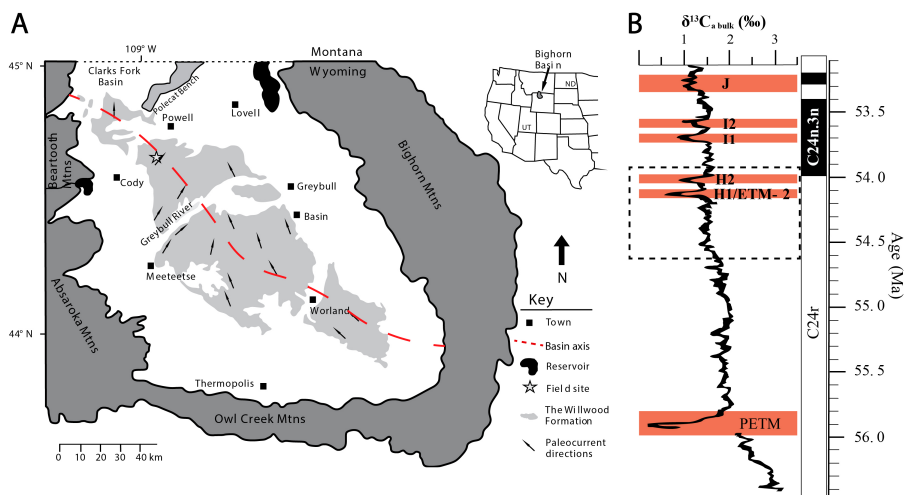 A
109° W
Montana
Wyoming
45° N
Clarks Fork
Basin
Polecat Bench
Powell
Lovell
Beartooth
Mtns
Cody
Greybull
Basin
Greybull River
Bighorn Mtns
Meeteetse
Absaroka Mtns
Worland
44° N
Thermopolis
Owl Creek Mtns
0 10 20 30 40 km
Bighorn
Basin
ND
UT
N
Key
Town
Basin axis
Reservoir
Field site
The Willwood
Formation
Paleocurrent
directions
B
δ¹³Ca bulk (‰)
1 2 3
J
I2
I1
H2
H1/ETM- 2
PETM
C24n.3n
C24r
53.5
54.0
54.5
55.0
55.5
56.0
Age (Ma)